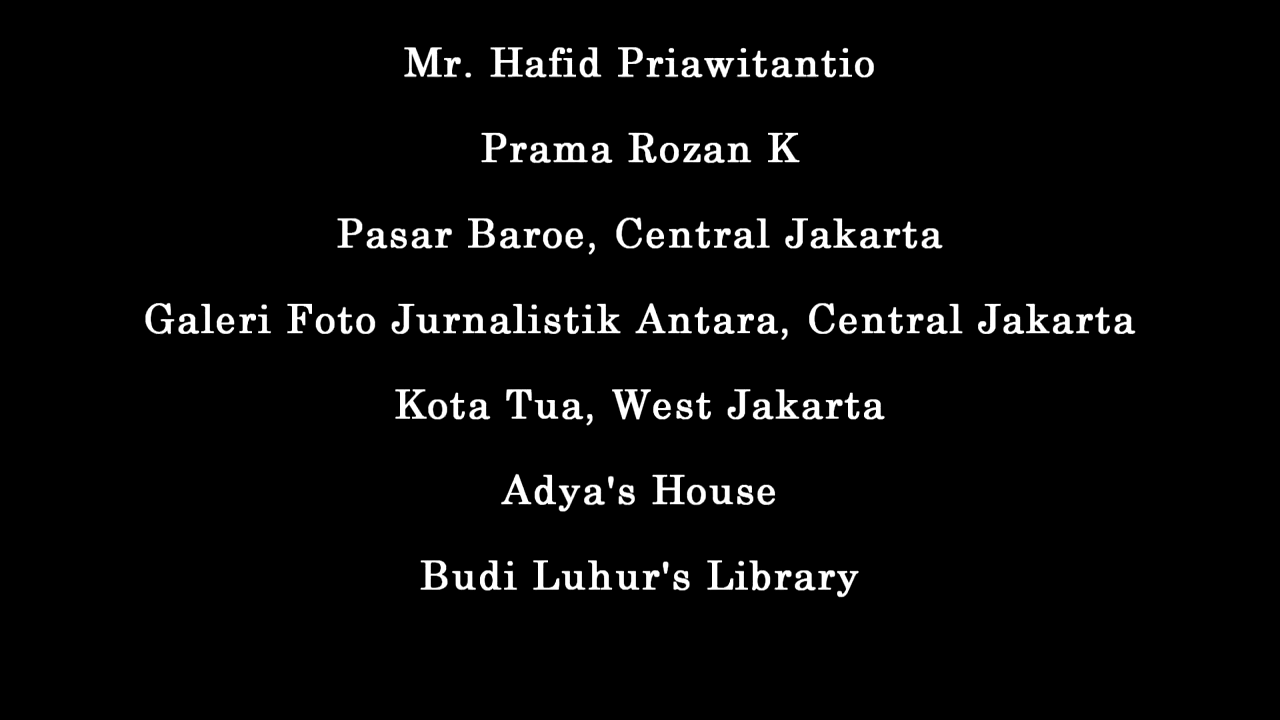 Mr. Hafid Priawitantio
Prama Rozan K
Pasar Baroe, Central Jakarta
Galeri Foto Jurnalistik Antara, Central Jakarta
Kota Tua, West Jakarta
Adya's House
Budi Luhur's Library